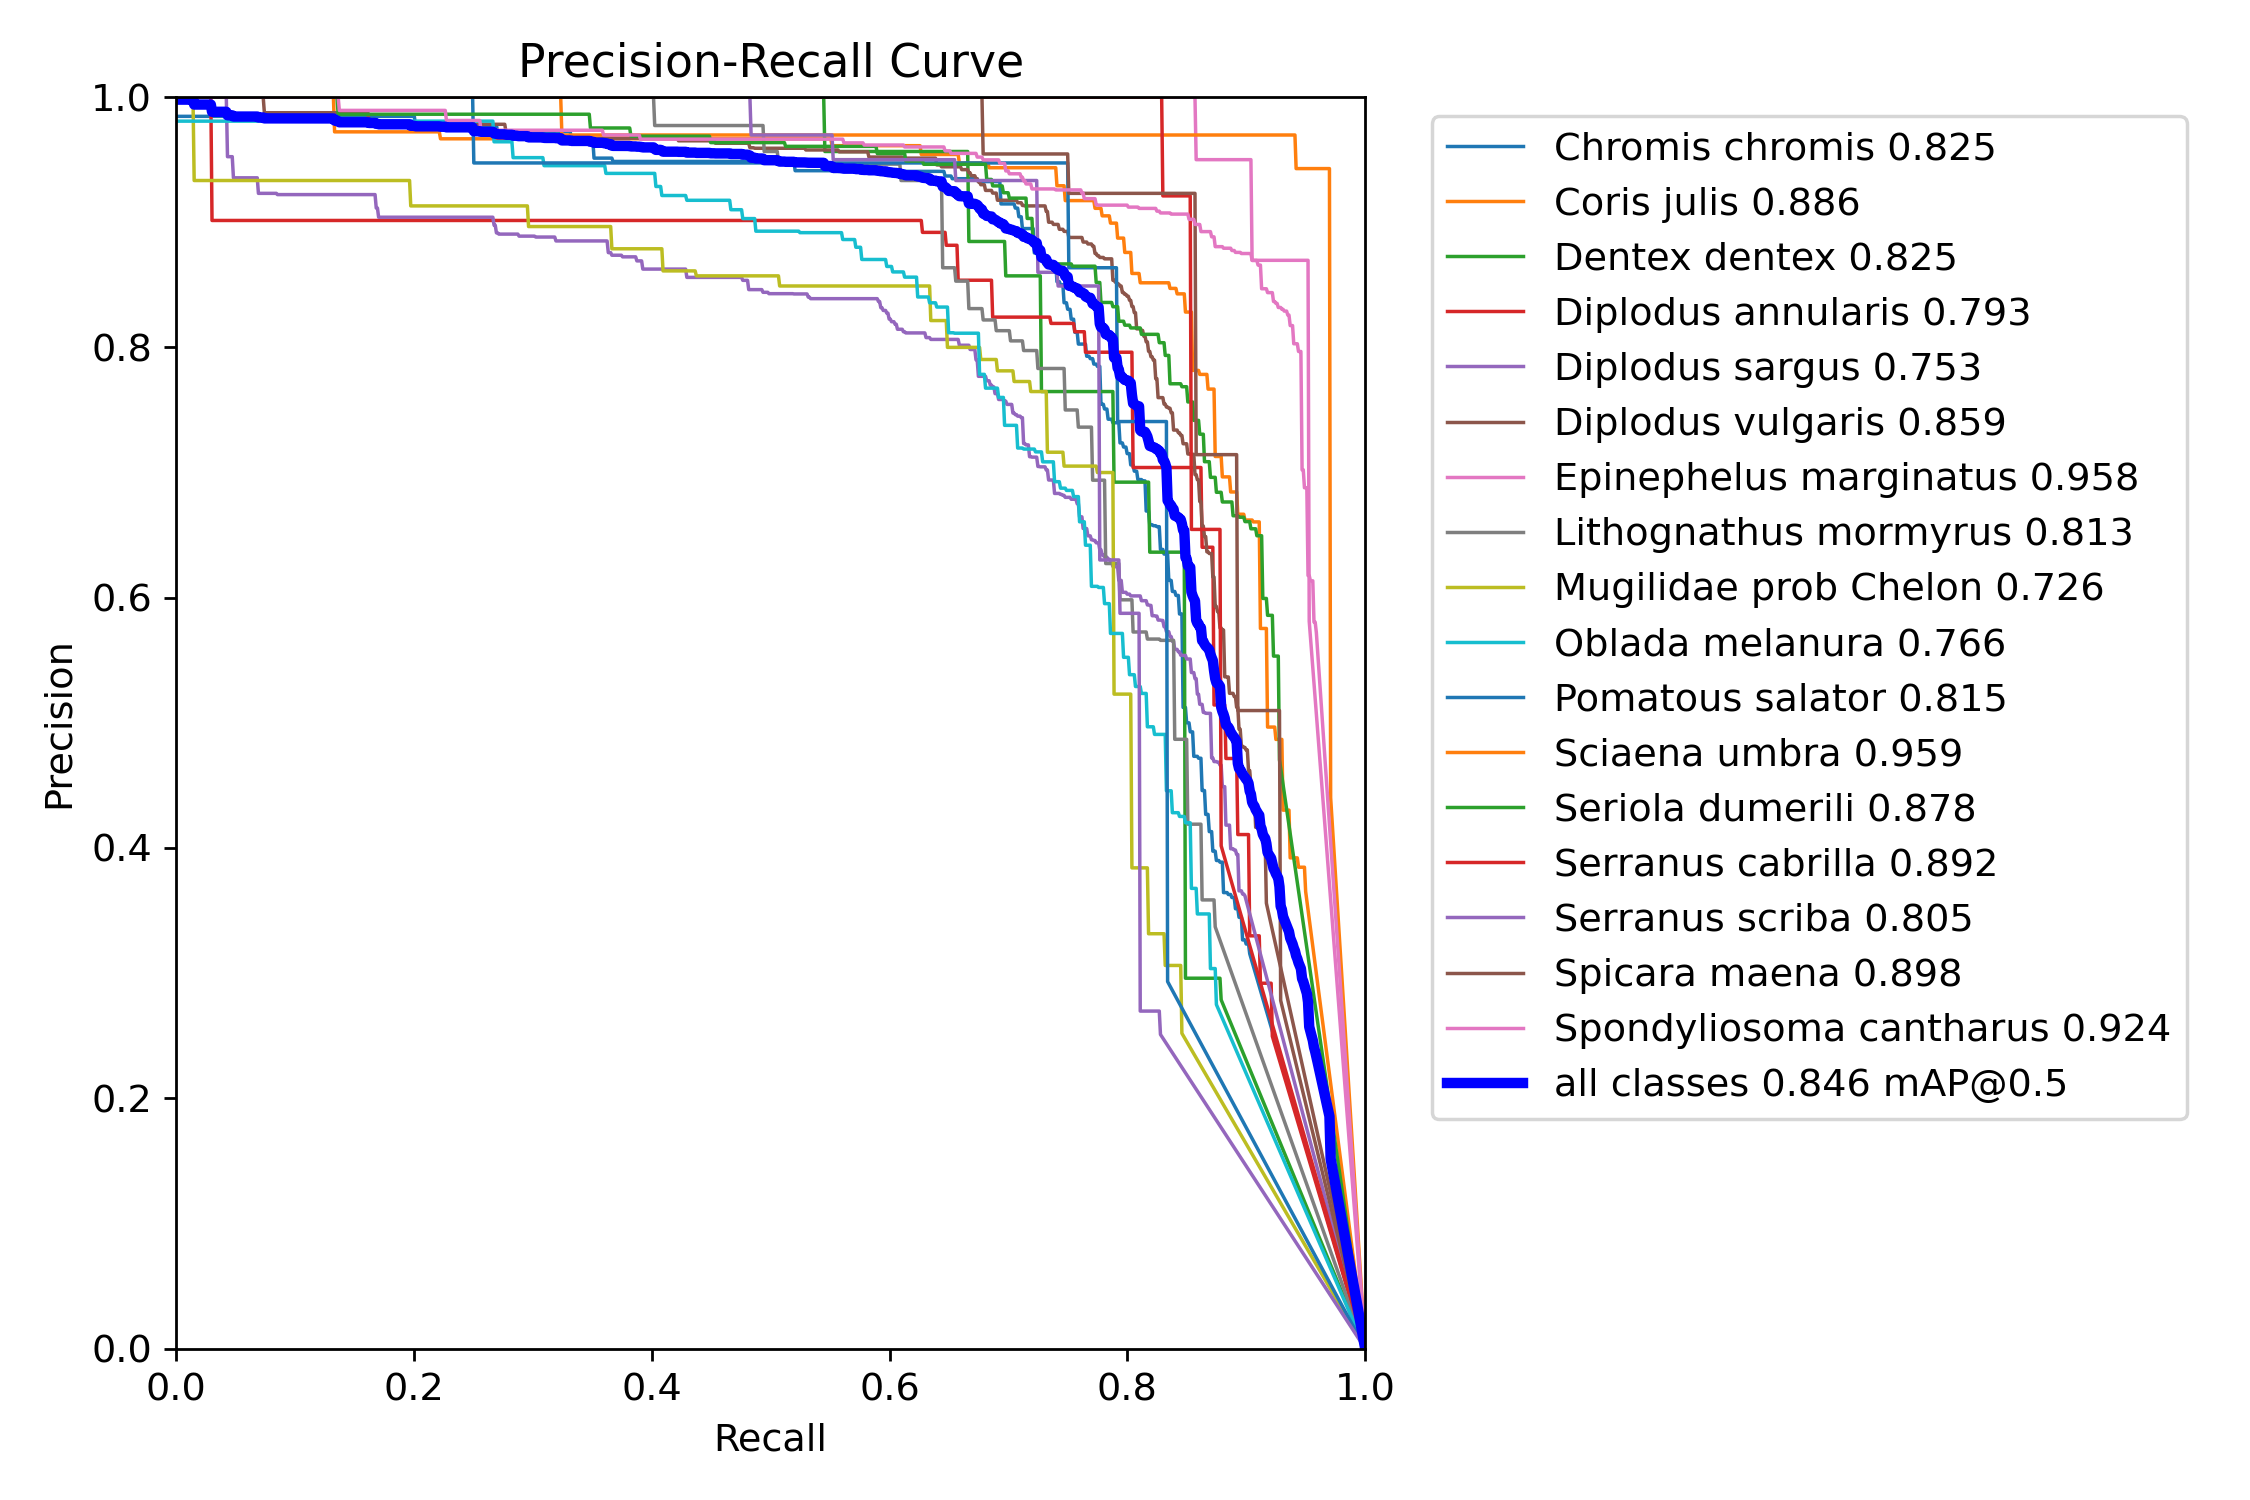 Precision-Recall Curve
1.0
0.8
0.6
0.4
0.2
0.0
Precision
0.0 0.2 0.4 0.6 0.8 1.0
Recall
Chromis chromis 0.825
Coris julis 0.886
Dentex dentex 0.825
Diplodus annularis 0.793
Diplodus sargus 0.753
Diplodus vulgaris 0.859
Epinephelus marginatus 0.958
Lithognathus mormyrus 0.813
Mugilidae prob Chelon 0.726
Oblada melanura 0.766
Pomatous salator 0.815
Sciaena umbra 0.959
Seriola dumerili 0.878
Serranus cabrilla 0.892
Serranus scriba 0.805
Spicara maena 0.898
Spondyliosoma cantharus 0.924
all classes 0.846 mAP@0.5